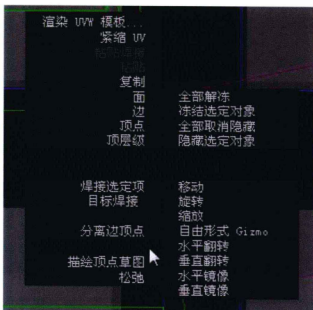 渲染 UVW 模板...
紧缩 UV
复制
面
边
顶点
顶层级
全部解冻
冻结选定对象
全部取消隐藏
隐藏选定对象
焊接选定项
目标焊接
分离边顶点
描绘顶点草图
松弛
移动
旋转
缩放
自由形式 Gizmo
水平翻转
垂直翻转
水平镜像
垂直镜像